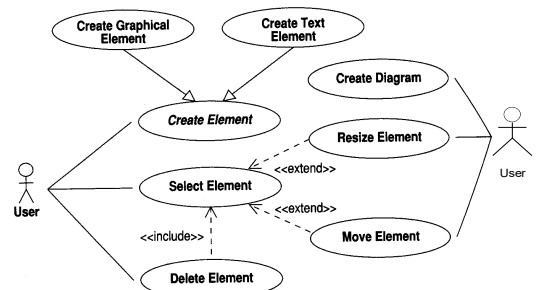 Create Graphical
Element
Create Text
Element
Create Diagram
Create Element
Resize Element
<<extend>>
User
Select Element
User
<<extend>>
<<include>>
Move Element
Delete Element